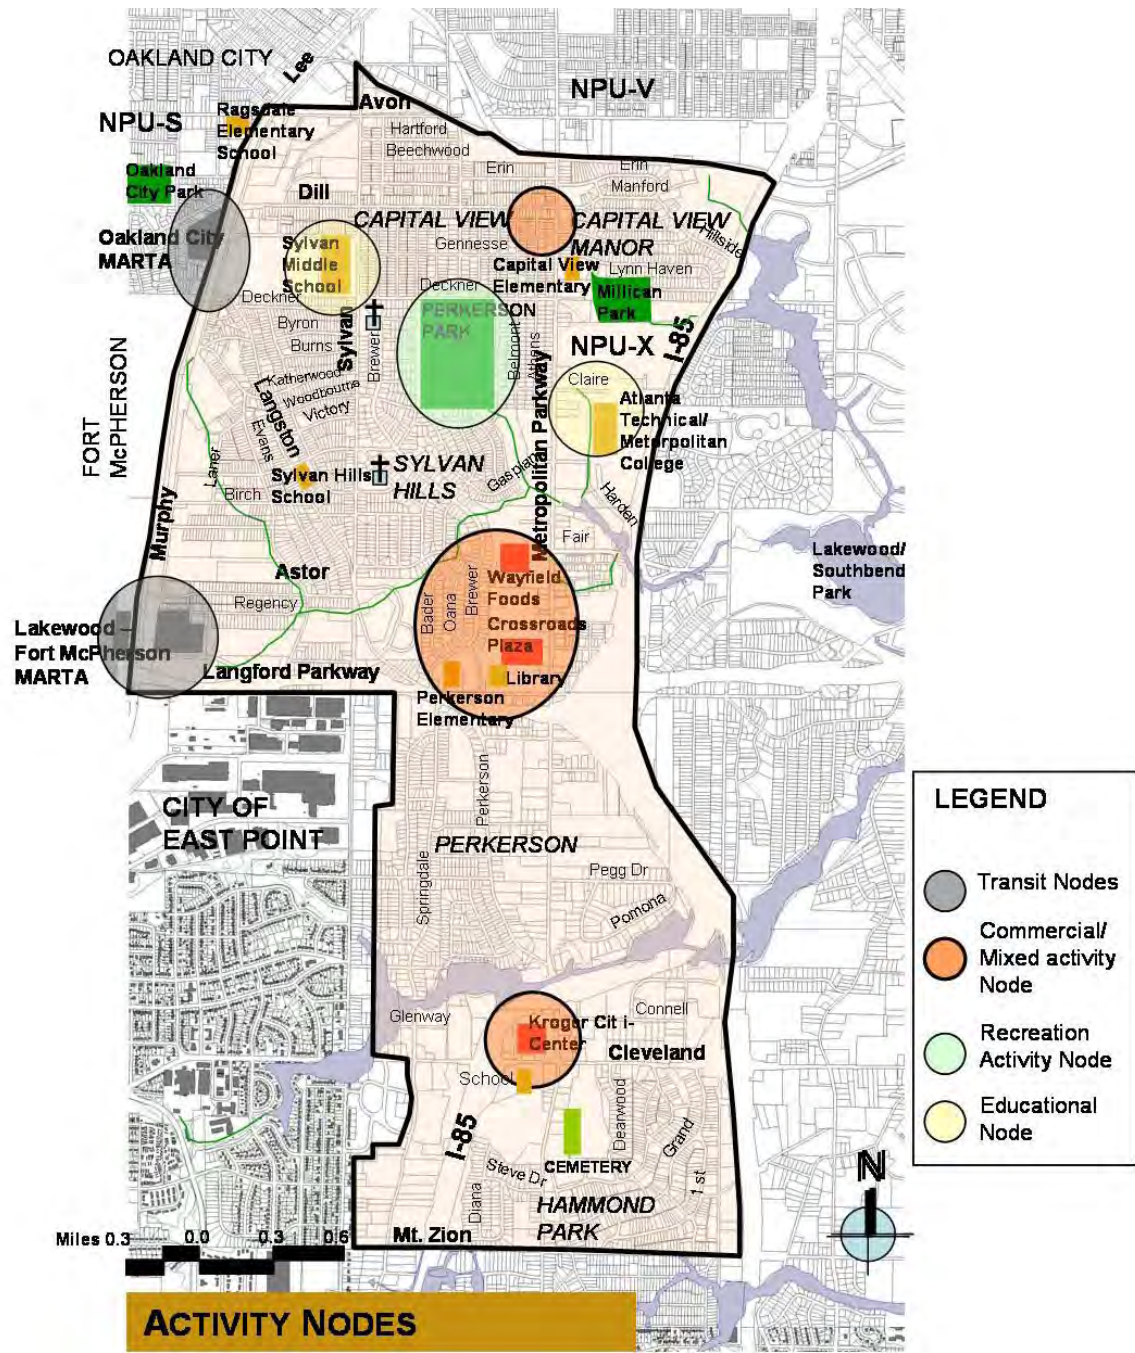 OAKLAND CITY
Lee
NPU-V
Avon
Ragsdale
Elementary
School
NPU-S
Hartford
Beechwood
Erin
Erin
Manford
Oakland
City Park
Dill
CAPITAL VIEW
CAPITAL VIEW
MANOR
Hillside
Oakland City
MARTA
Sylvan
Middle
School
Gennesse
Capital View
Elementary
Lynn Haven
Deckner
Deckner
Millican
Park
PERKERSON
PARK
Byron
Burns
Sylvan
Brewer
Belmont
Athens
NPU-X
I-85
FORT
McPHERSON
Katherwood
Woodbourne
Victory
Claire
Langston
Evans
Metropolitan Parkway
Atlanta
Technical/
Metorpolitan
College
Laner
SYLVAN
HILLS
Sylvan Hills
School
Gaspian
Birch
Harden
Murphy
Fair
Lakewood/
Southbend
Park
Astor
Wayfield
Foods
Regency
Bader
Oana
Brewer
Crossroads
Plaza
Lakewood –
Fort McPherson
MARTA
Langford Parkway
Library
Perkerson
Elementary
Perkerson
CITY OF
EAST POINT
PERKERSON
Springdale
Pegg Dr
Pomona
LEGEND
Transit Nodes
Commercial/
Mixed activity
Node
Recreation
Activity Node
Educational
Node
Glenway
Connell
Kroger Cit i-
Center
Cleveland
School
I-85
Dearwood
Grand
CEMETERY
Steve Dr
1 st
Diana
HAMMOND
PARK
Mt. Zion
N
Miles 0.3 0.0 0.3 0.6
ACTIVITY NODES